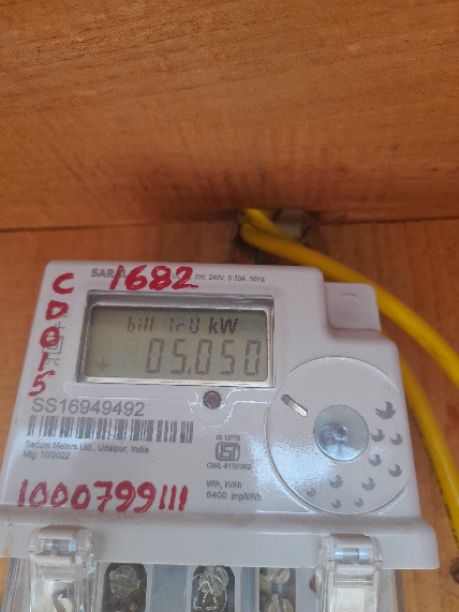 SARAL
1682
2W, 240V, 5-30A, 50Hz
CD015
bill 1rU kW
05.050
SS16949492
Secure Meters Ltd., Udaipur, India
Mfg. 10/2022
IS 13779
CM/L-8150362
Wh, kVAh
6400 imp/kWh
1000799111